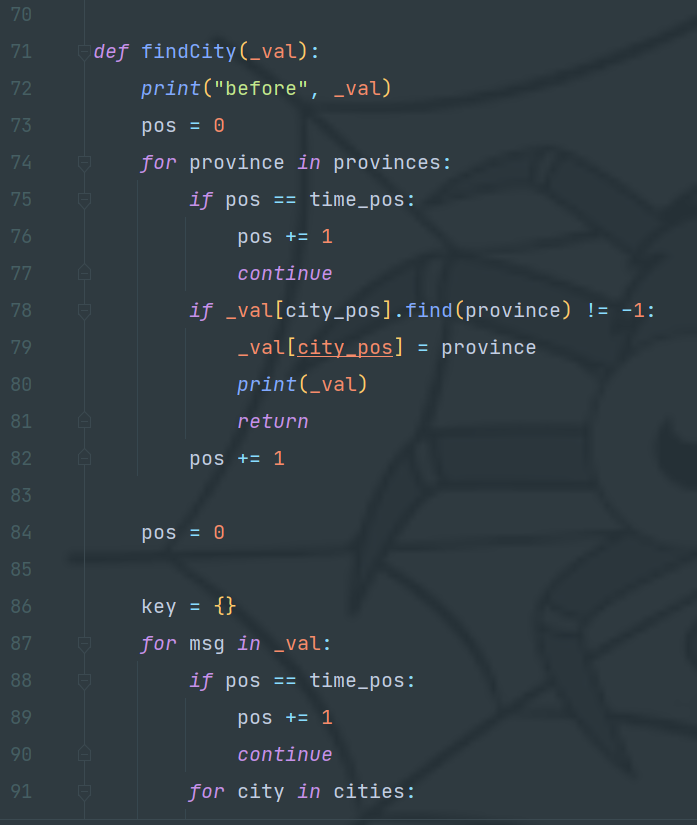 70
71 def findCity(_val):
72     print("before", _val)
73     pos = 0
74     for province in provinces:
75         if pos == time_pos:
76             pos += 1
77             continue
78         if _val[city_pos].find(province) != -1:
79             _val[city_pos] = province
80             print(_val)
81             return
82         pos += 1
83
84     pos = 0
85
86     key = {}
87     for msg in _val:
88         if pos == time_pos:
89             pos += 1
90             continue
91         for city in cities: